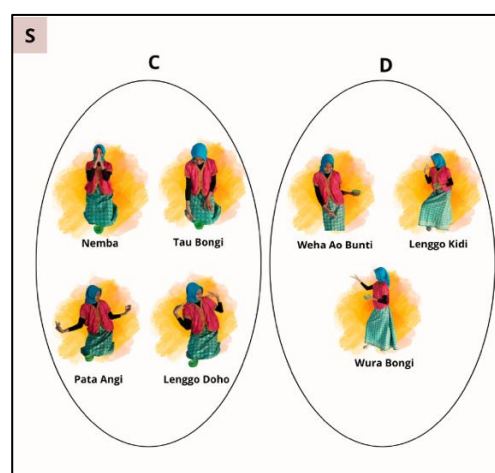 S
C
D
Nemba
Tau Bongi
Weha Ao Bunti
Lenggo Kidi
Pata Angi
Lenggo Doho
Wura Bongi